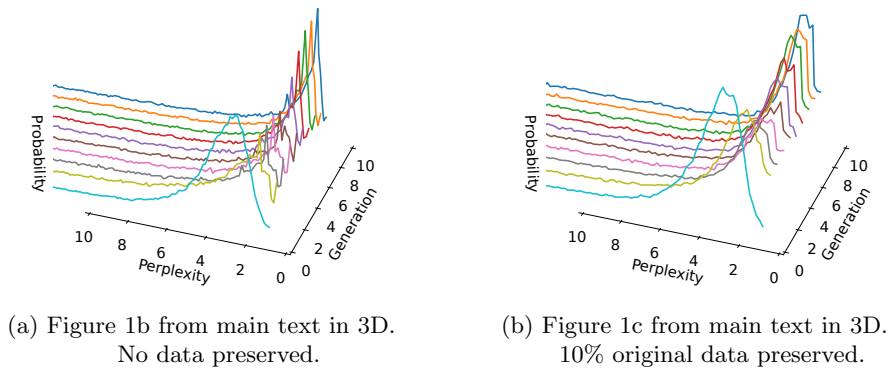 Probability
10
8
6
4
2
0
Perplexity
0
2
4
6
8
10
Generation
Probability
10
8
6
4
2
0
Perplexity
0
2
4
6
8
10
Generation
(a) Figure 1b from main text in 3D.
No data preserved.
(b) Figure 1c from main text in 3D.
10% original data preserved.